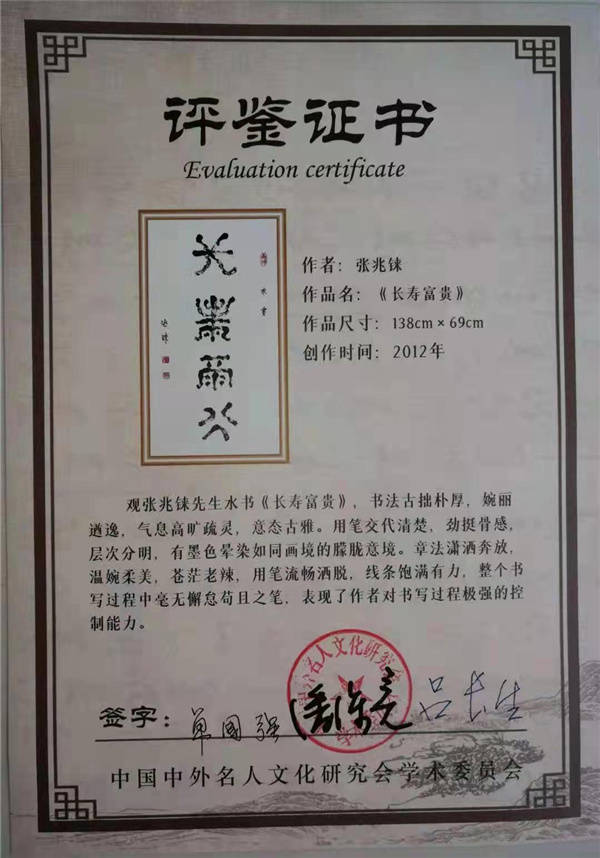 评鉴证书
Evaluation certificate
水书
作者：张兆铼
作品名：《长寿富贵》
作品尺寸：138cm×69cm
创作时间：2012年
观张兆铼先生水书《长寿富贵》，书法古拙朴厚，婉丽
遒逸，气息高旷疏灵，意态古雅。用笔交代清楚，劲挺骨感，
层次分明，有墨色晕染如同画境的朦胧意境。章法潇洒奔放，
温婉柔美，苍茫老辣，用笔流畅洒脱，线条饱满有力，整个书
写过程中毫无懈怠苟且之笔，表现了作者对书写过程极强的控
制能力。
名人文化研究会
签字：单国强 吕长生
中国中外名人文化研究会学术委员会